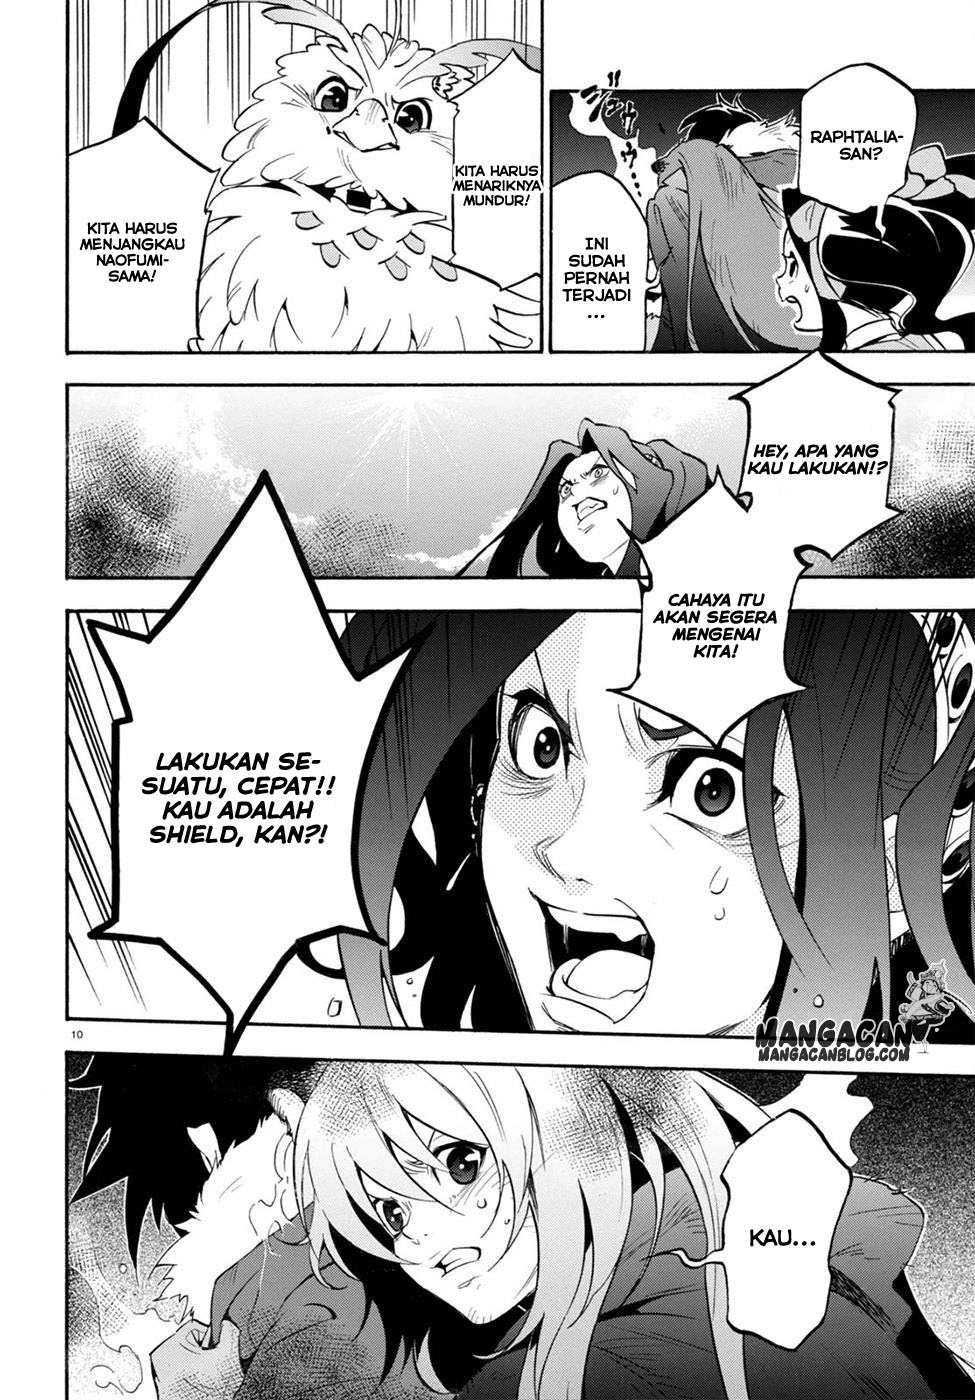 RAPHTALIA-
SAN?
INI
SUDAH
PERNAH
TERJADI
...
KITA HARUS
MENARIKNYA
MUNDUR!
KITA HARUS
MENJANGKAU
NAOFUMI-
SAMA!
HEY, APA YANG
KAU LAKUKAN!?
CAHAYA ITU
AKAN SEGERA
MENGENAI
KITA!
LAKUKAN SE-
SUATU, CEPAT!!
KAU ADALAH
SHIELD, KAN?!
10
MANGACAN
MANGACANBLOG.COM
KAU...